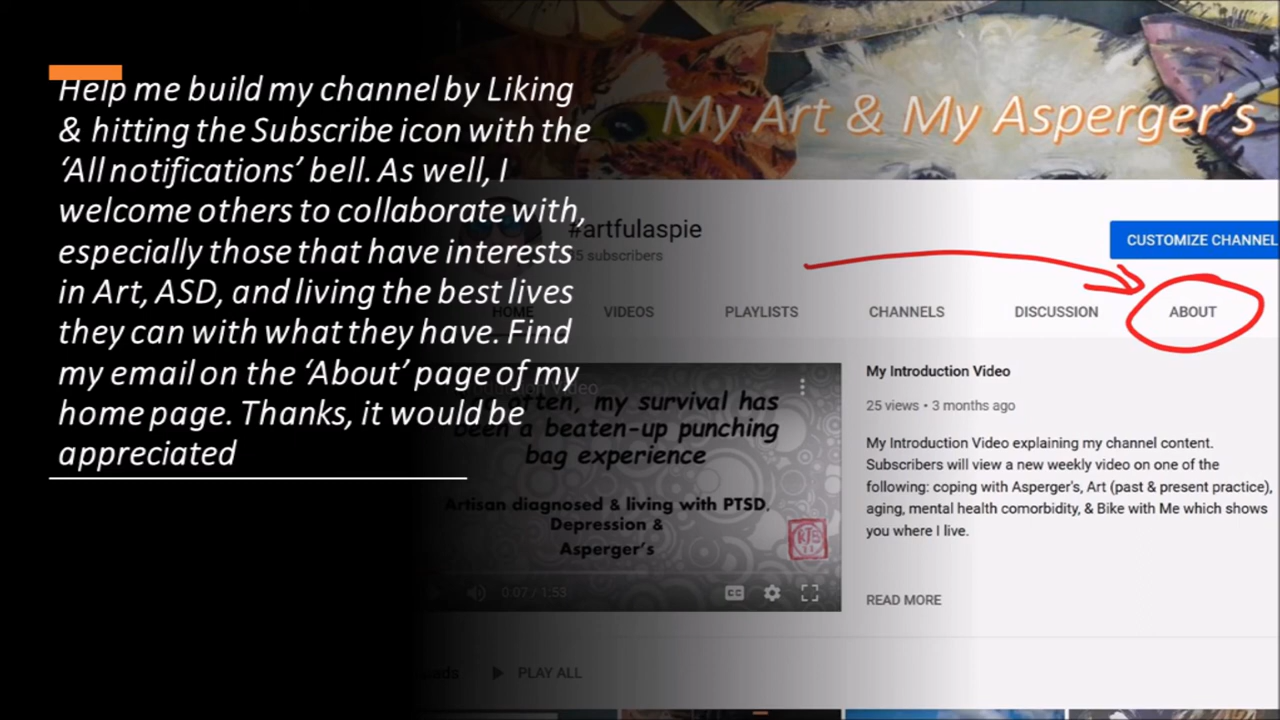 Help me build my channel by Liking
& hitting the Subscribe icon with the
‘All notifications’ bell. As well, I
welcome others to collaborate with,
especially those that have interests
in Art, ASD, and living the best lives
they can with what they have. Find
my email on the ‘About’ page of my
home page. Thanks, it would be
appreciated
My Art & My Asperger's
#artfulaspie
5 subscribers
CUSTOMIZE CHANNEL
HOME VIDEOS PLAYLISTS CHANNELS DISCUSSION ABOUT
often, my survival has
been a beaten-up punching
bag experience
Artisan diagnosed & living with PTSD,
Depression &
Asperger's
0:07 / 1:53
My Introduction Video
25 views • 3 months ago
My Introduction Video explaining my channel content.
Subscribers will view a new weekly video on one of the
following: coping with Asperger's, Art (past & present practice),
aging, mental health comorbidity, & Bike with Me which shows
you where I live.
READ MORE
PLAY ALL